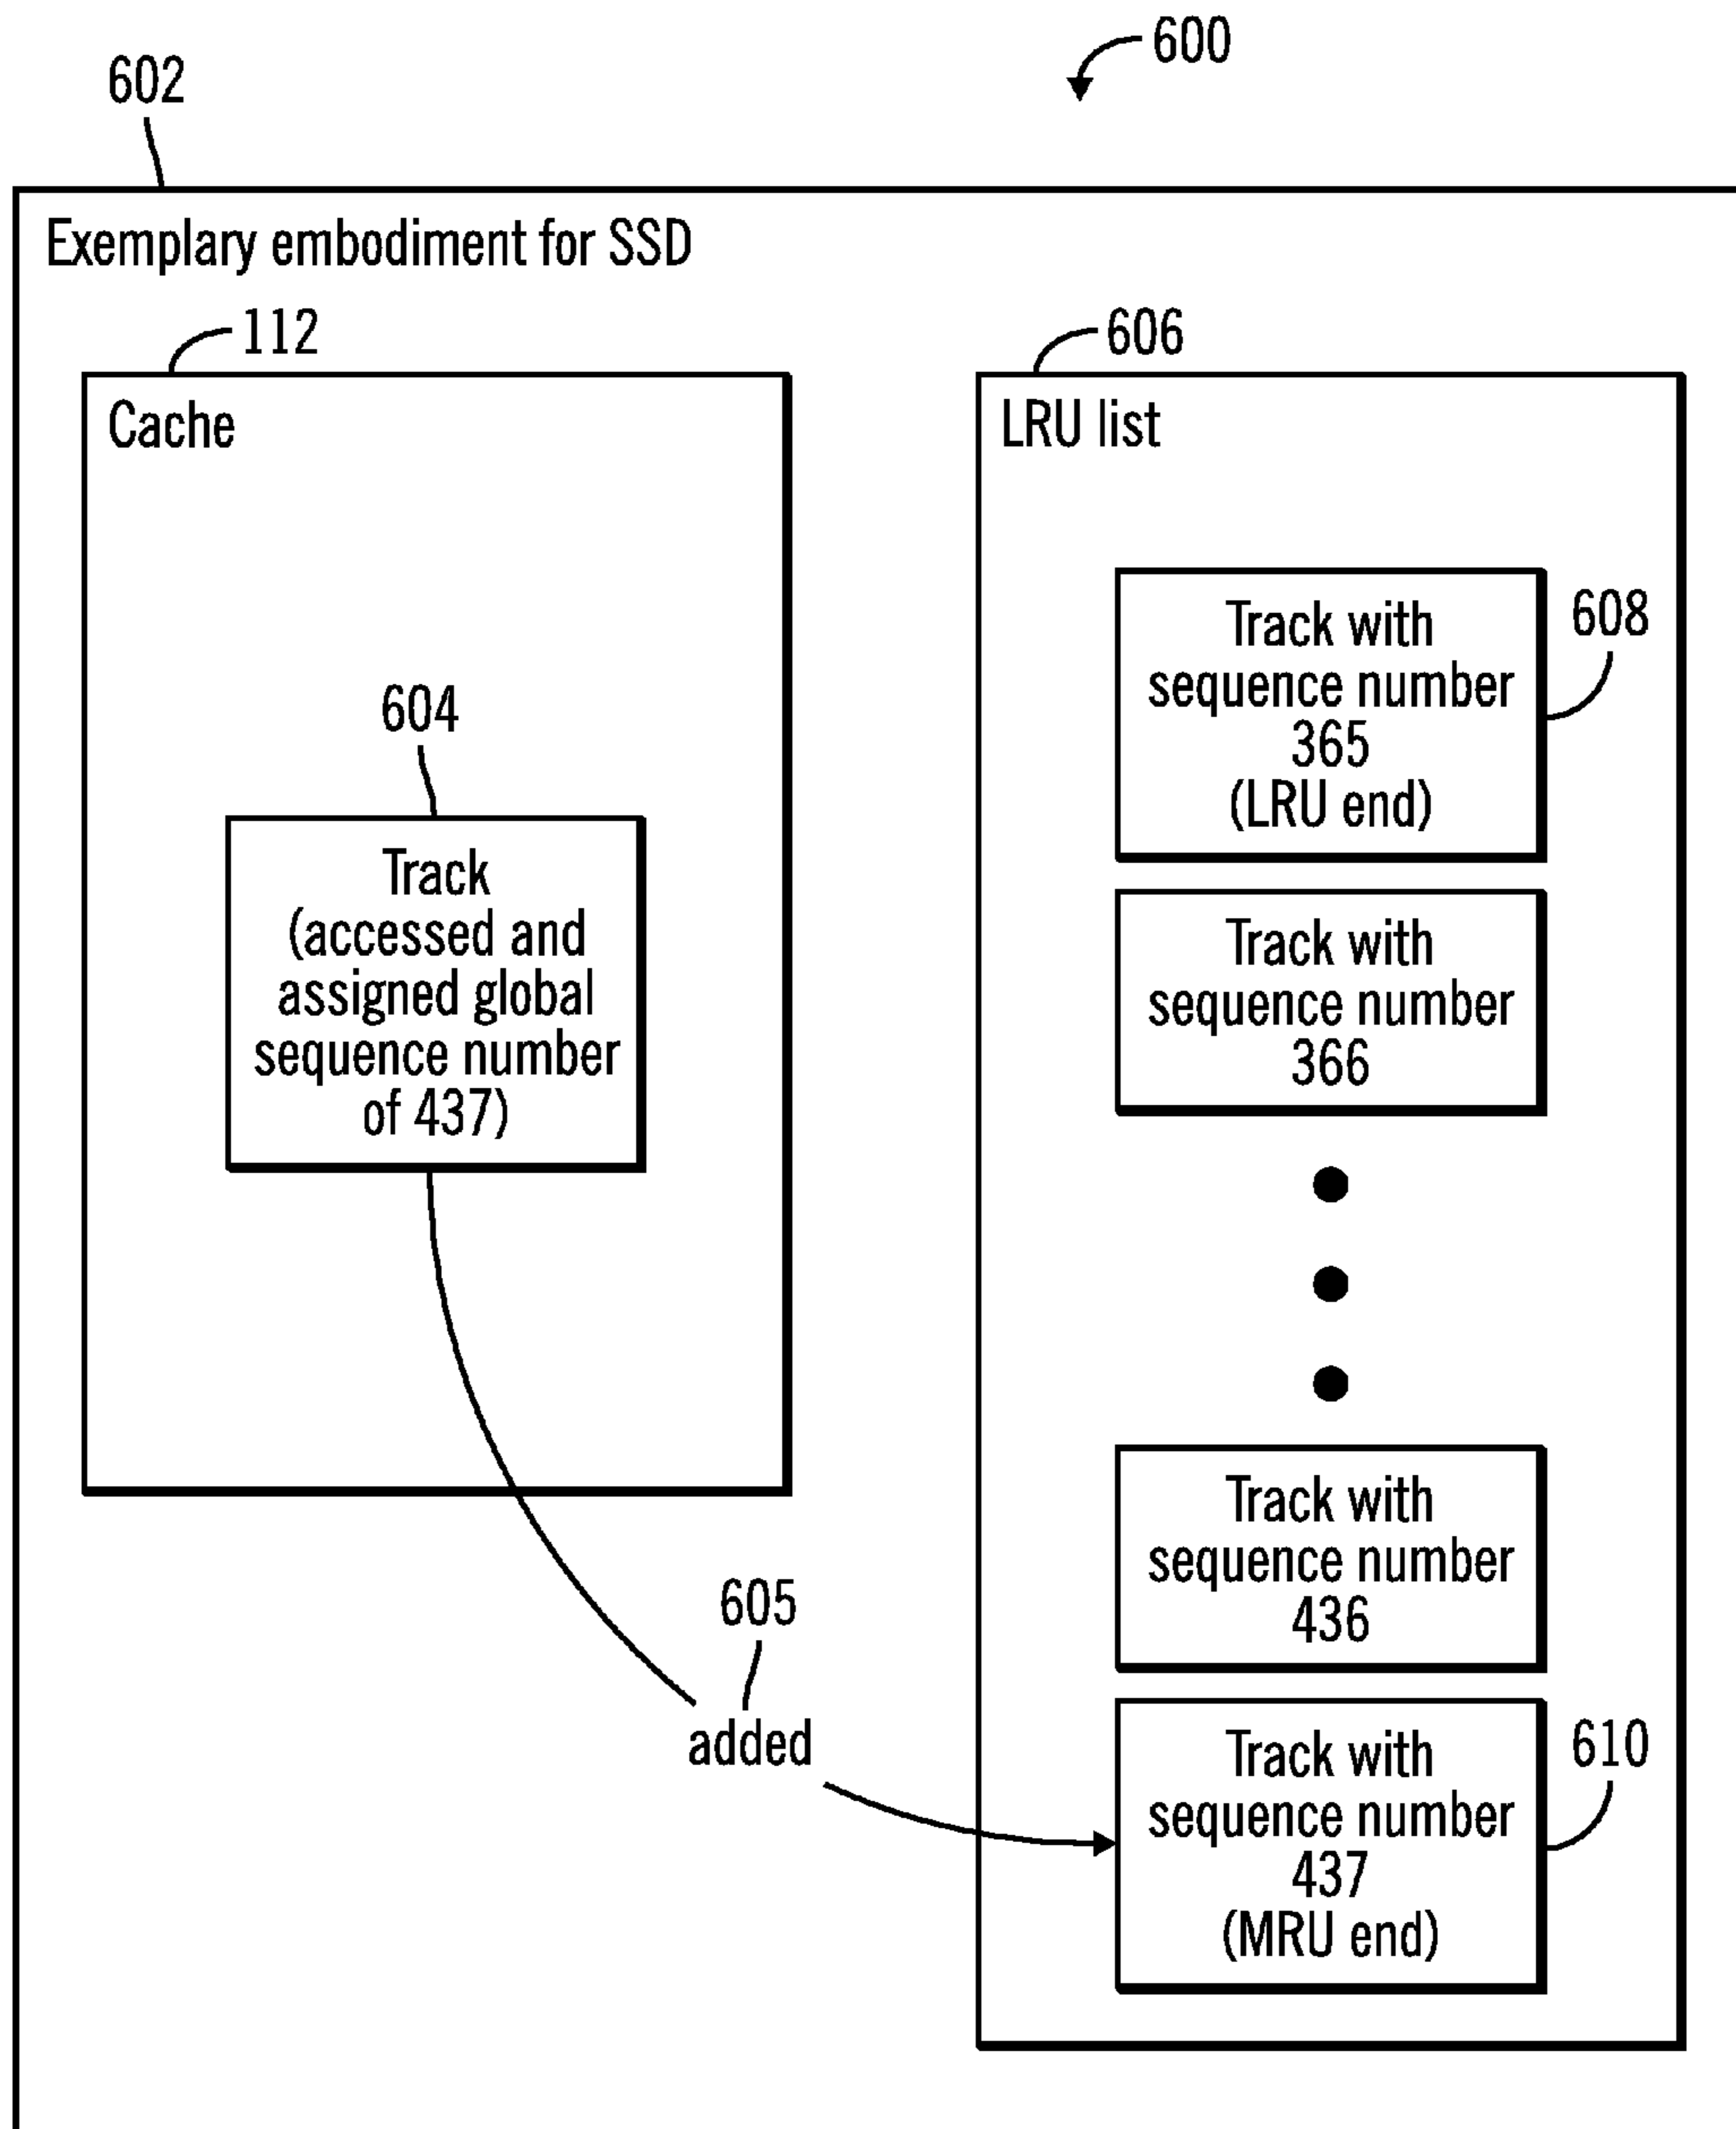 600
602
Exemplary embodiment for SSD
112
606
Cache
LRU list
Track with
sequence number
365
(LRU end)
608
604
Track
(accessed and
assigned global
sequence number
of 437)
Track with
sequence number
366
Track with
sequence number
436
605
added
Track with
sequence number
437
(MRU end)
610